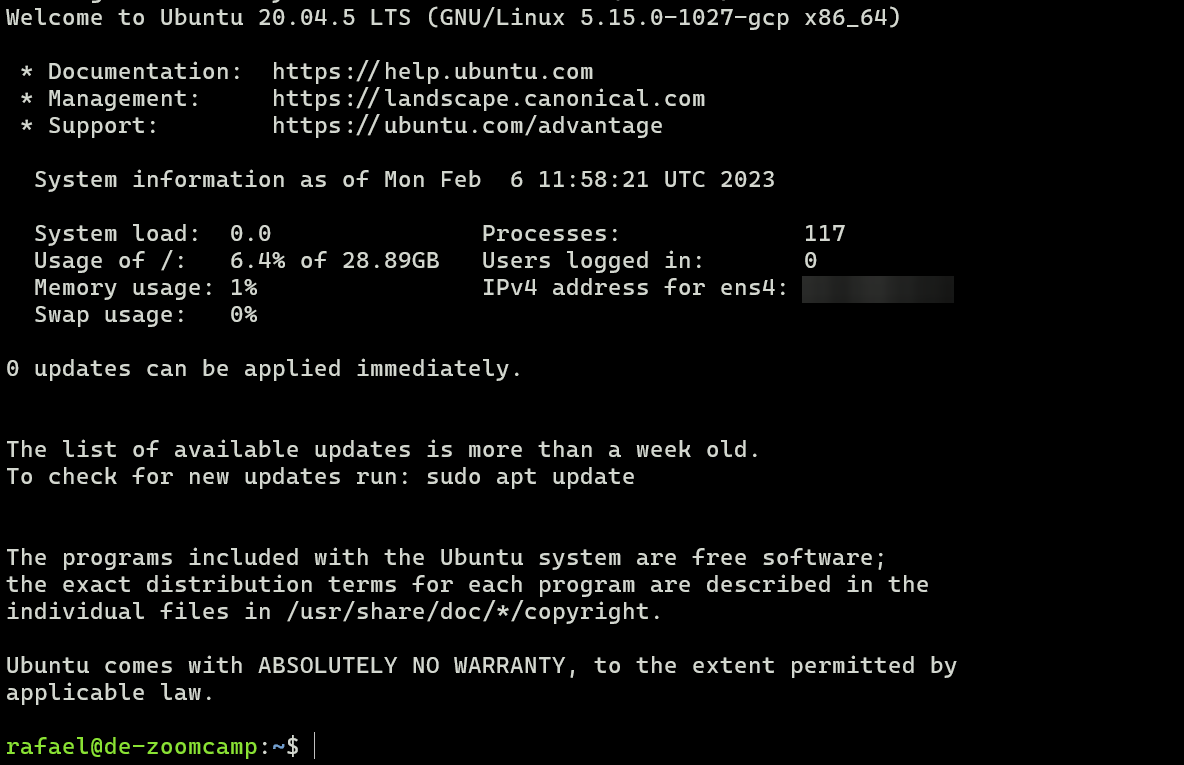 Welcome to Ubuntu 20.04.5 LTS (GNU/Linux 5.15.0-1027-gcp x86_64)
* Documentation:  https://help.ubuntu.com
* Management:     https://landscape.canonical.com
* Support:        https://ubuntu.com/advantage
System information as of Mon Feb  6 11:58:21 UTC 2023
System load:  0.0               Processes:             117
Usage of /:   6.4% of 28.89GB   Users logged in:       0
Memory usage: 1%                IPv4 address for ens4:
Swap usage:   0%
0 updates can be applied immediately.
The list of available updates is more than a week old.
To check for new updates run: sudo apt update
The programs included with the Ubuntu system are free software;
the exact distribution terms for each program are described in the
individual files in /usr/share/doc/*/copyright.
Ubuntu comes with ABSOLUTELY NO WARRANTY, to the extent permitted by
applicable law.
rafael@de-zoomcamp:~$